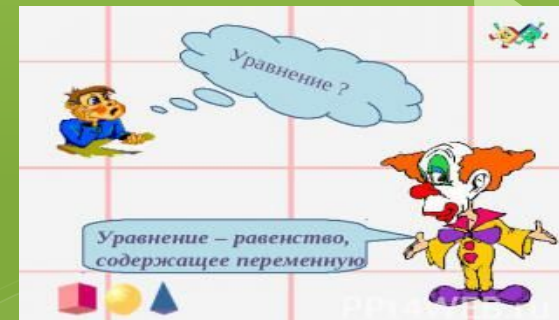 Уравнение ?
Уравнение – равенство,
содержащее переменную